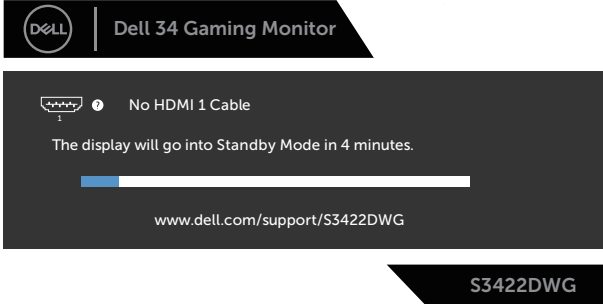 DELL
Dell 34 Gaming Monitor
? No HDMI 1 Cable
1
The display will go into Standby Mode in 4 minutes.
www.dell.com/support/S3422DWG
S3422DWG